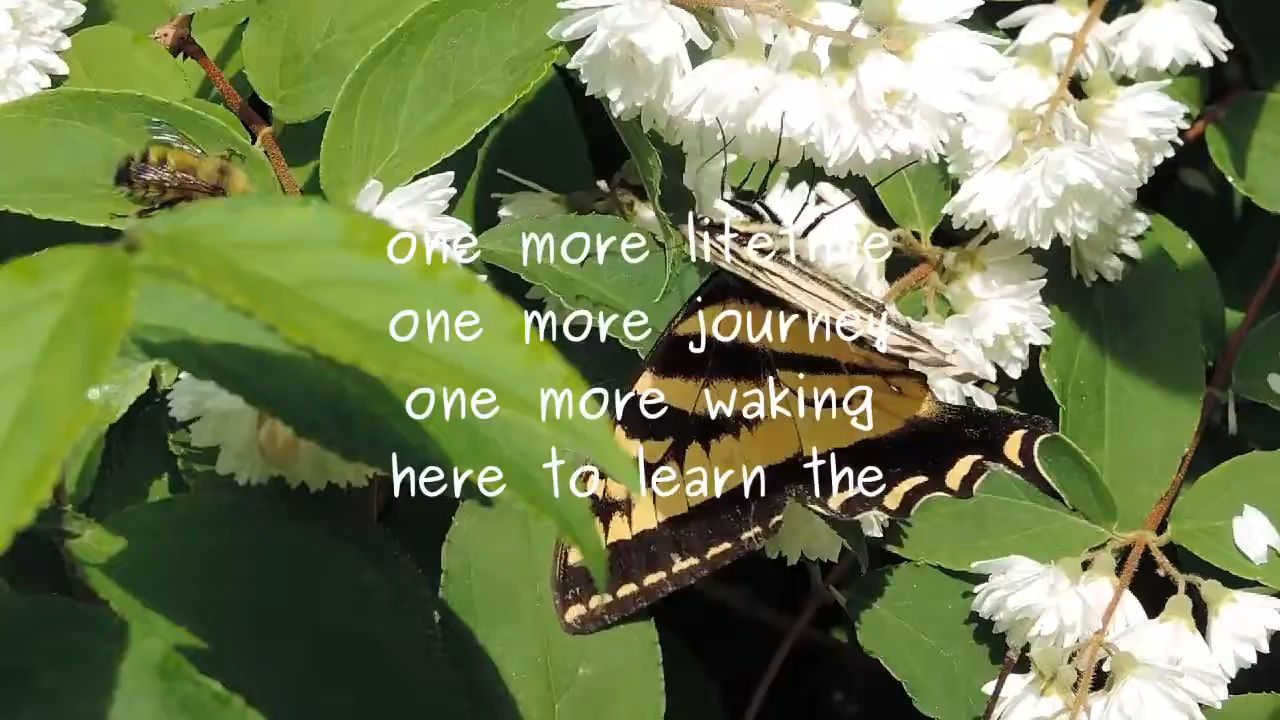 one more lifetime
one more journey
one more waking
here to learn the